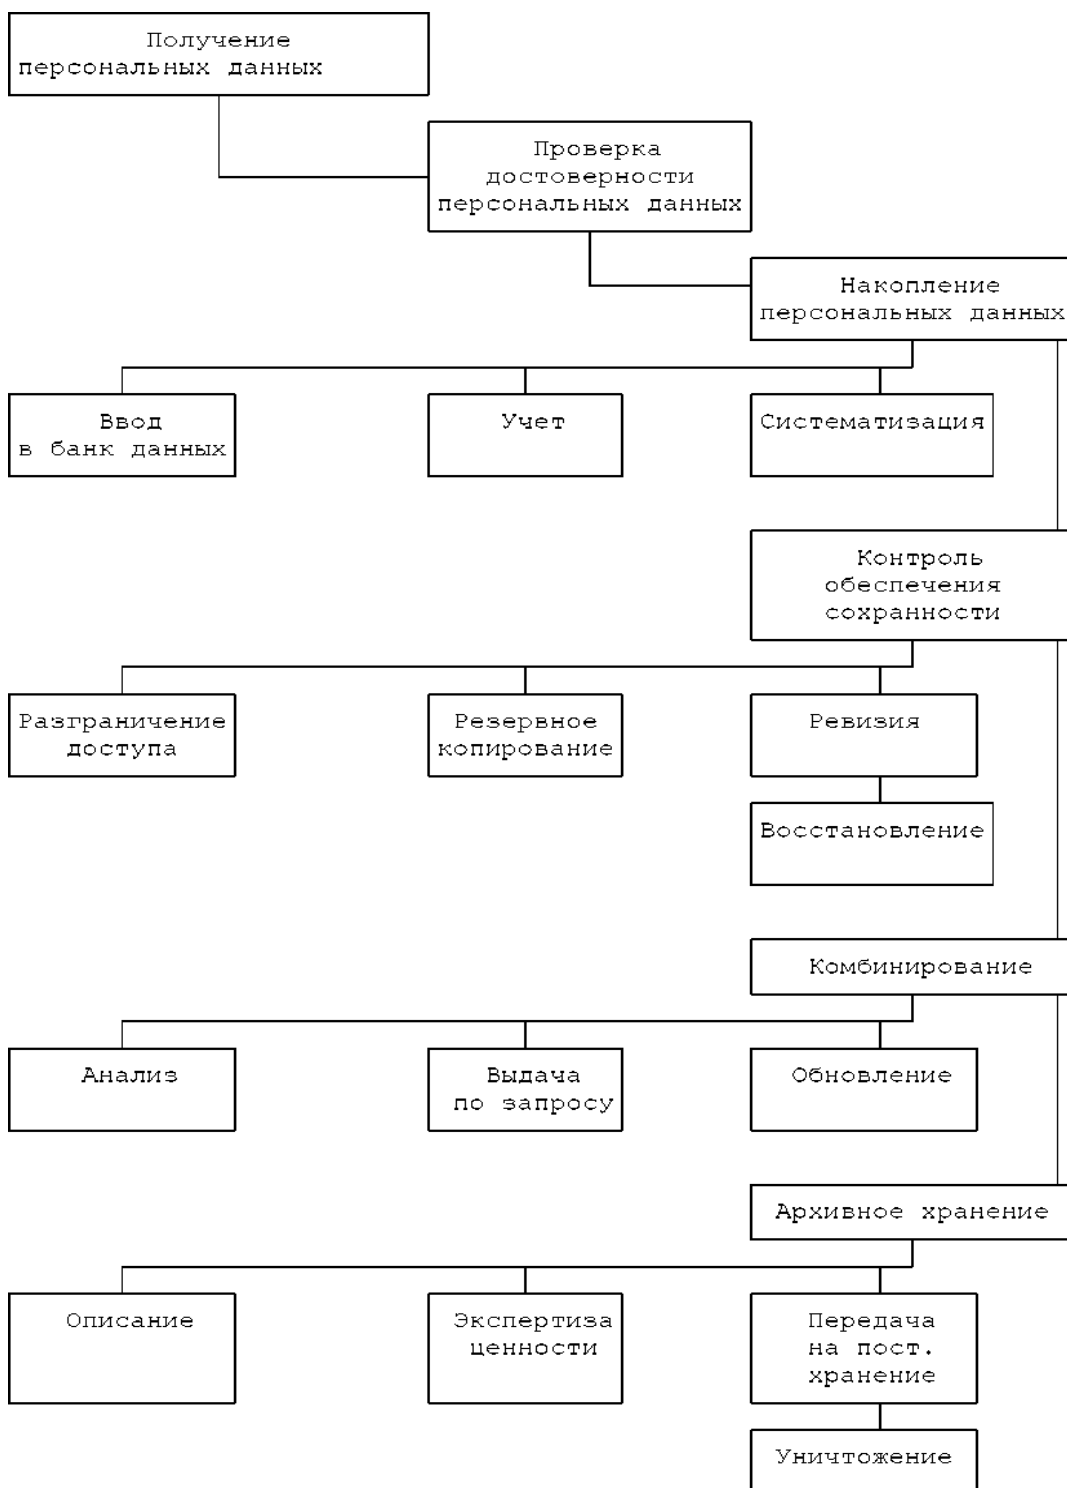 Получение
персональных данных
Проверка
достоверности
персональных данных
Накопление
персональных данных
Ввод
в банк данных
Учет
Систематизация
Контроль
обеспечения
сохранности
Разграничение
доступа
Резервное
копирование
Ревизия
Восстановление
Комбинирование
Анализ
Выдача
по запросу
Обновление
Архивное хранение
Описание
Экспертиза
ценности
Передача
на пост.
хранение
Уничтожение